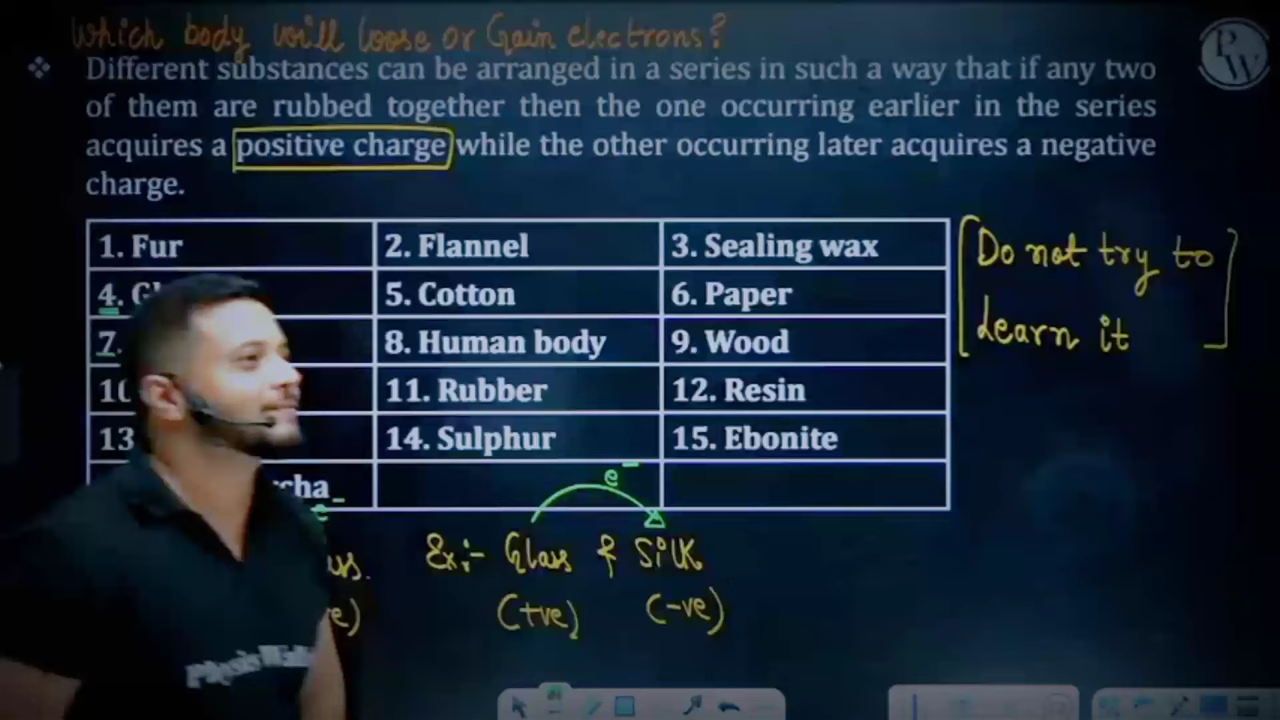 Which body will loose or Gain electrons?
Different substances can be arranged in a series in such a way that if any two
of them are rubbed together then the one occurring earlier in the series
acquires a positive charge while the other occurring later acquires a negative
charge.
PW
1. Fur 2. Flannel 3. Sealing wax
4. 5. Cotton 6. Paper
7. 8. Human body 9. Wood
11. Rubber 12. Resin
13 14. Sulphur 15. Ebonite
Do not try to
Learn it
e⁻
Ex:- Glass & Silk
(+ve) (-ve)